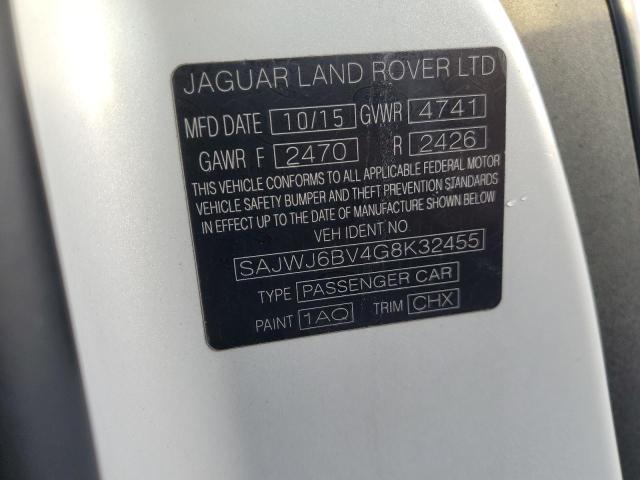 JAGUAR LAND ROVER LTD
MFD DATE 10/15 GVWR 4741
GAWR F 2470 R 2426
THIS VEHICLE CONFORMS TO ALL APPLICABLE FEDERAL MOTOR
VEHICLE SAFETY BUMPER AND THEFT PREVENTION STANDARDS
IN EFFECT UP TO THE DATE OF MANUFACTURE SHOWN BELOW
VEH IDENT NO.
SAJWJ6BV4G8K32455
TYPE PASSENGER CAR
PAINT 1AQ TRIM CHX